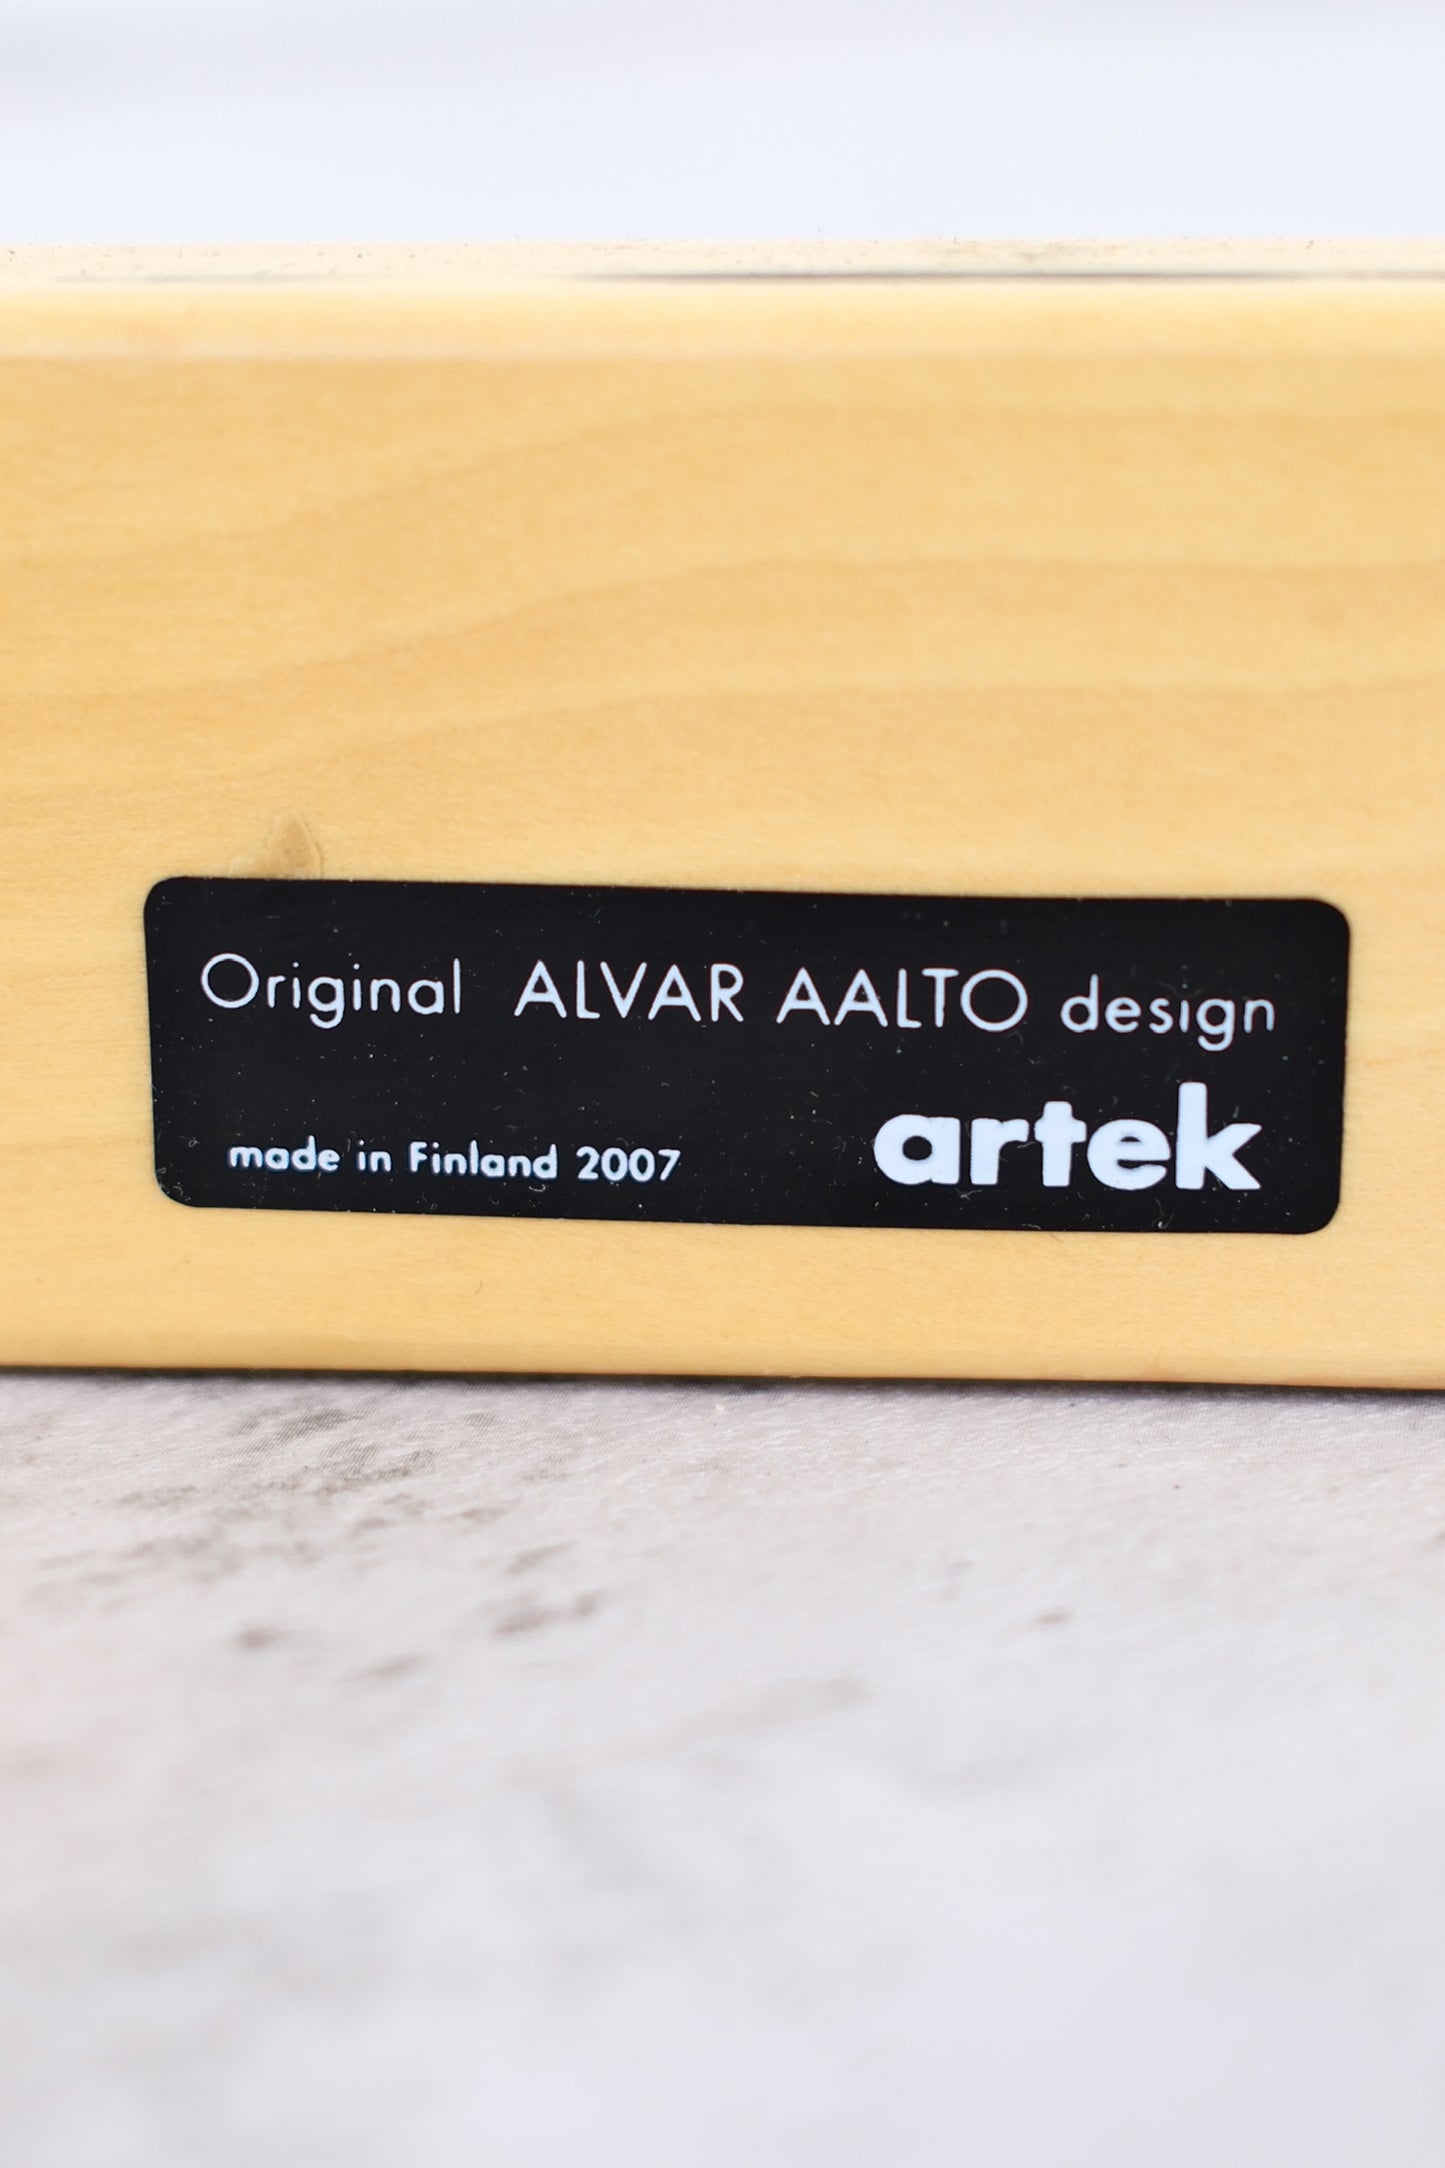 Original ALVAR AALTO design
artek
made in Finland 2007